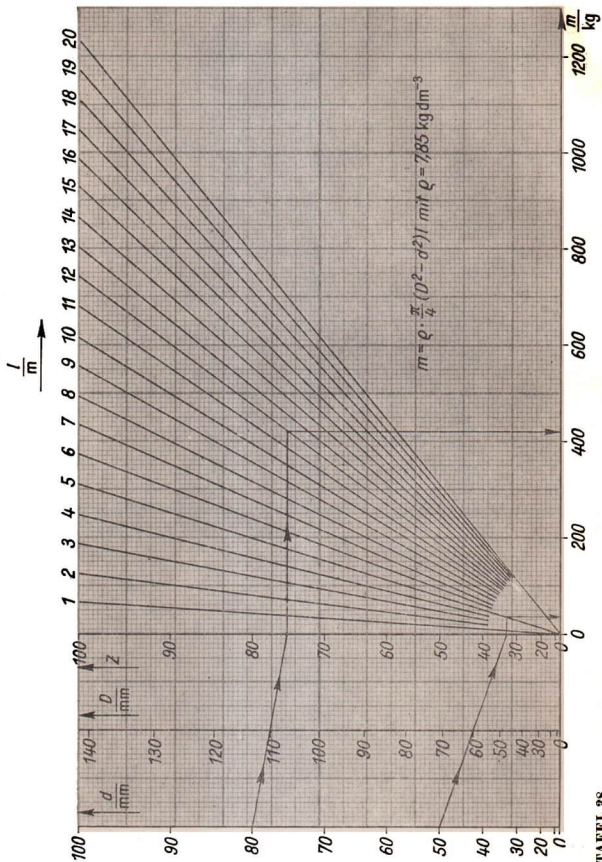 l/m
1 2 3 4 5 6 7 8 9 10 11 12 13 14 15 16 17 18 19 20
d/mm
D/mm
Z
100 140 100
90 130 90
80 120 80
110
70 100 70
90
60 60
80
50 70 50
40 60 40
30 50 30
40
20 30 20
20
0 0 0
m = ϱ · π/4 (D² − d²) l mit ϱ = 7,85 kg dm⁻³
0 200 400 600 800 1000 1200 m/kg
TAFEL